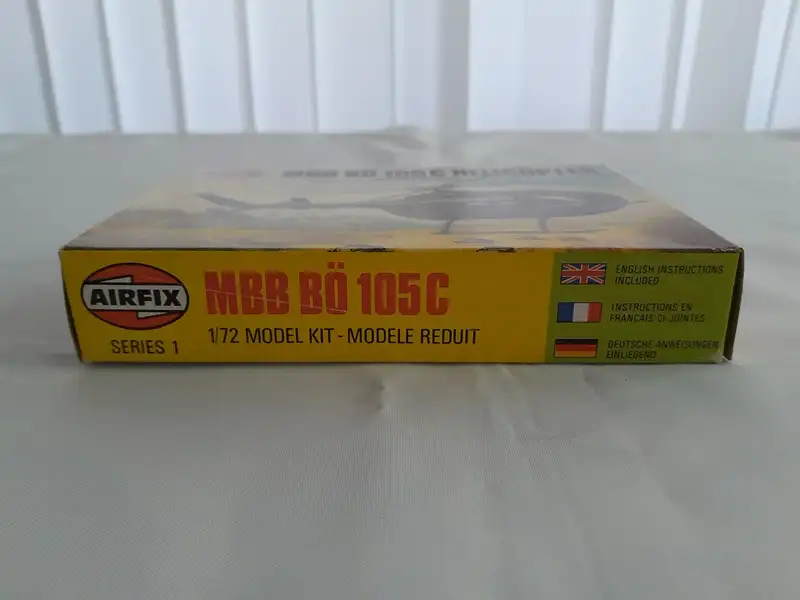 MBB BÖ 105C HELICOPTER
AIRFIX
SERIES 1
MBB BÖ 105C
1/72 MODEL KIT - MODELE REDUIT
ENGLISH INSTRUCTIONS
INCLUDED
INSTRUCTIONS EN
FRANCAIS CI JOINTES
DEUTSCHE ANWEISUNGEN
EINLIEGEND